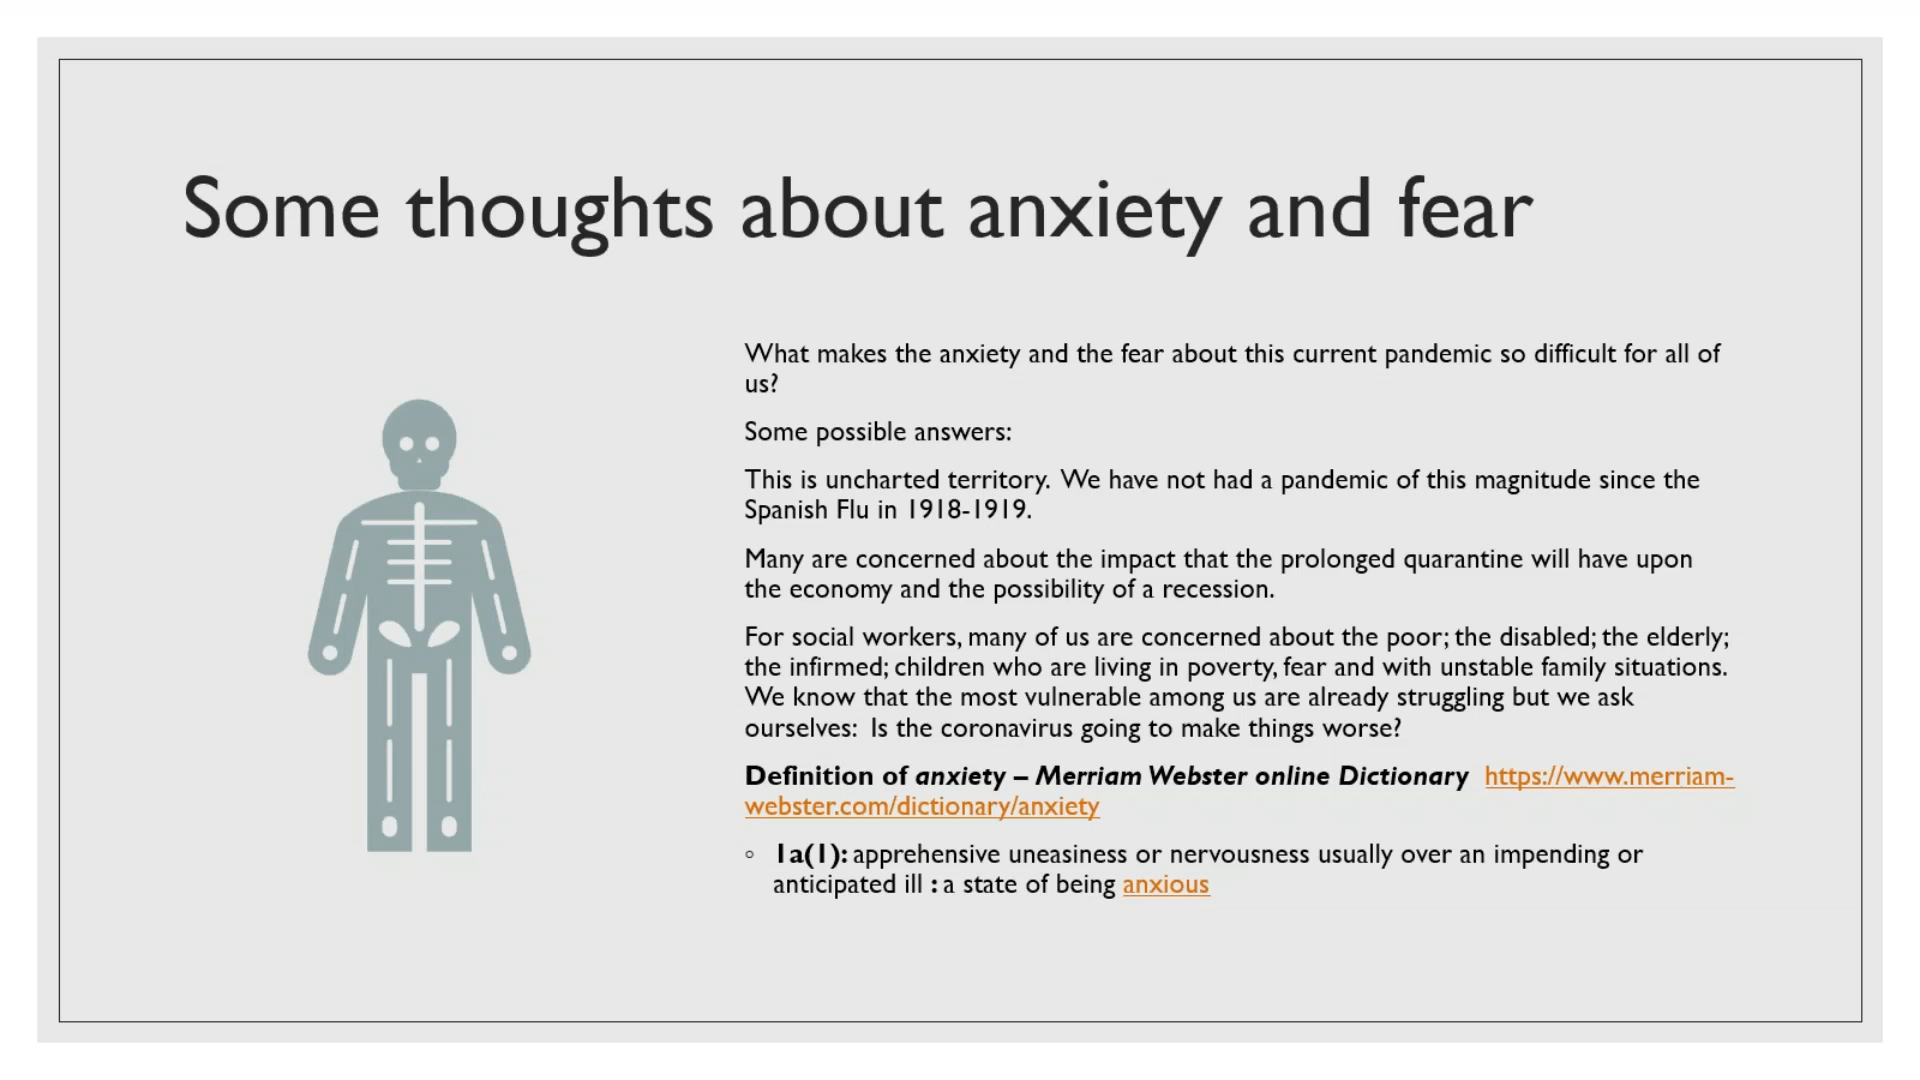 Some thoughts about anxiety and fear
What makes the anxiety and the fear about this current pandemic so difficult for all of
us?
Some possible answers:
This is uncharted territory. We have not had a pandemic of this magnitude since the
Spanish Flu in 1918-1919.
Many are concerned about the impact that the prolonged quarantine will have upon
the economy and the possibility of a recession.
For social workers, many of us are concerned about the poor; the disabled; the elderly;
the infirmed; children who are living in poverty, fear and with unstable family situations.
We know that the most vulnerable among us are already struggling but we ask
ourselves: Is the coronavirus going to make things worse?
Definition of anxiety – Merriam Webster online Dictionary https://www.merriam-
webster.com/dictionary/anxiety
◦ 1a(1): apprehensive uneasiness or nervousness usually over an impending or
anticipated ill : a state of being anxious